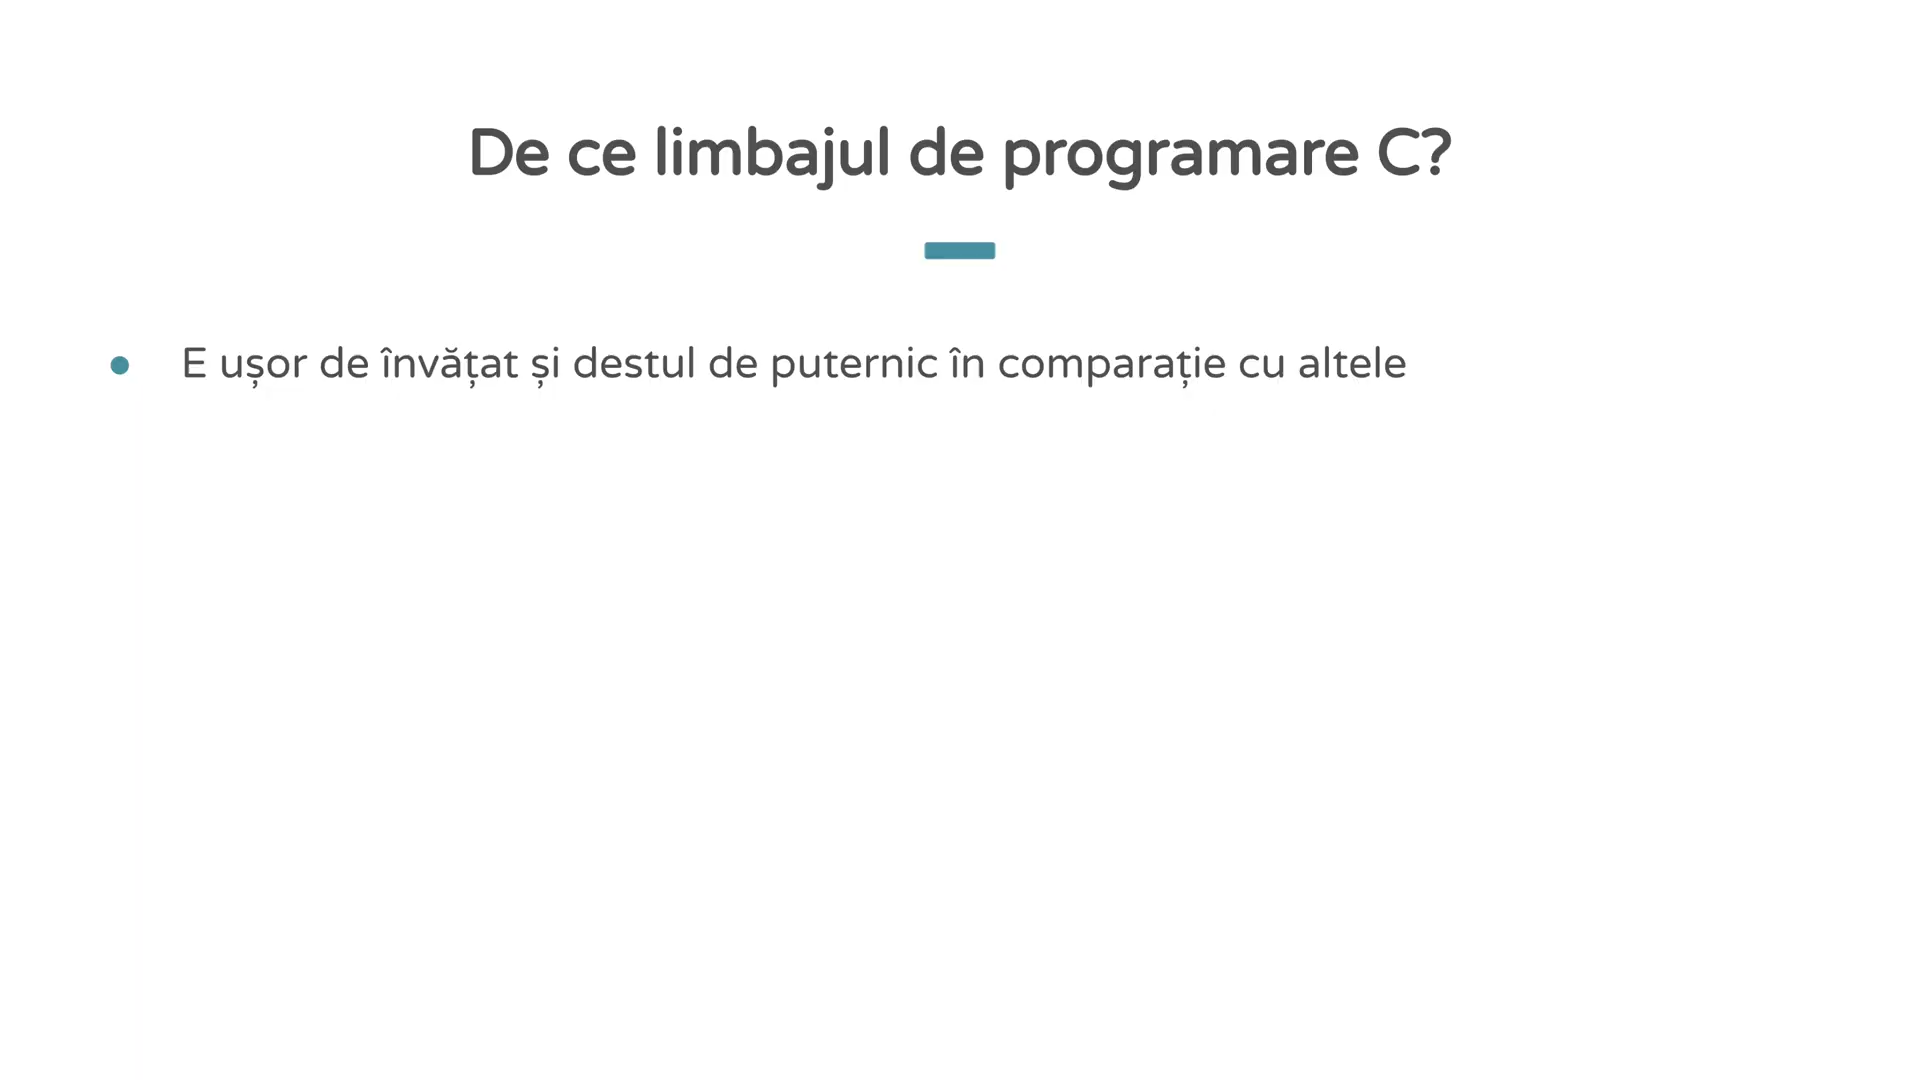 De ce limbajul de programare C?
● E ușor de învățat și destul de puternic în comparație cu altele